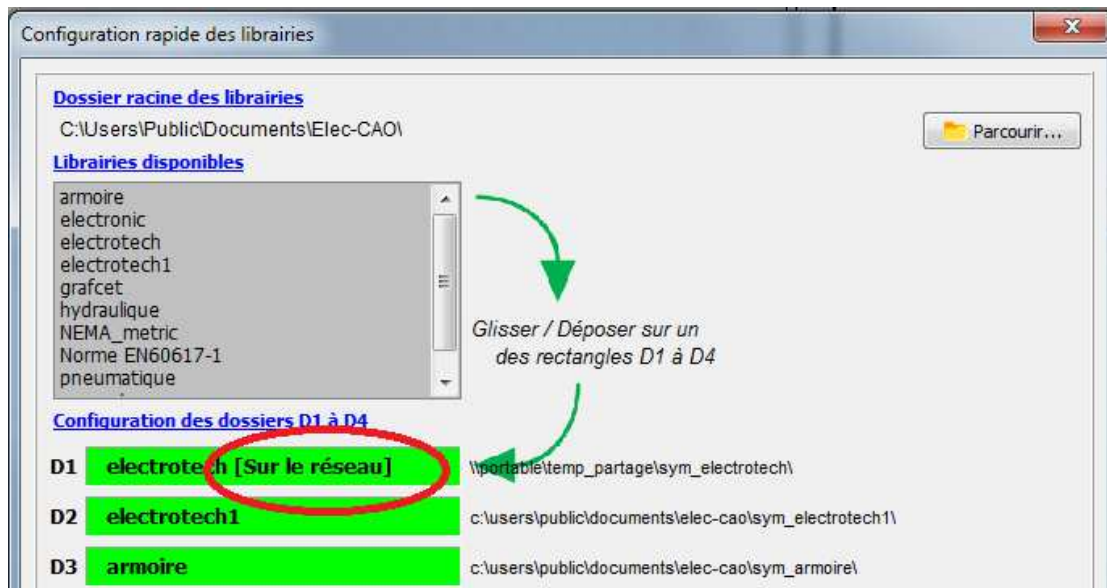 Configuration rapide des librairies
Dossier racine des librairies
C:\Users\Public\Documents\Elec-CAO\
Parcourir...
Librairies disponibles
armoire
electronic
electrotech
electrotech1
grafcet
hydraulique
NEMA_metric
Norme EN60617-1
pneumatique
Glisser / Déposer sur un
des rectangles D1 à D4
Configuration des dossiers D1 à D4
D1 electrotech [Sur le réseau] \\portable\temp_partage\sym_electrotech\
D2 electrotech1 c:\users\public\documents\elec-cao\sym_electrotech1\
D3 armoire c:\users\public\documents\elec-cao\sym_armoire\